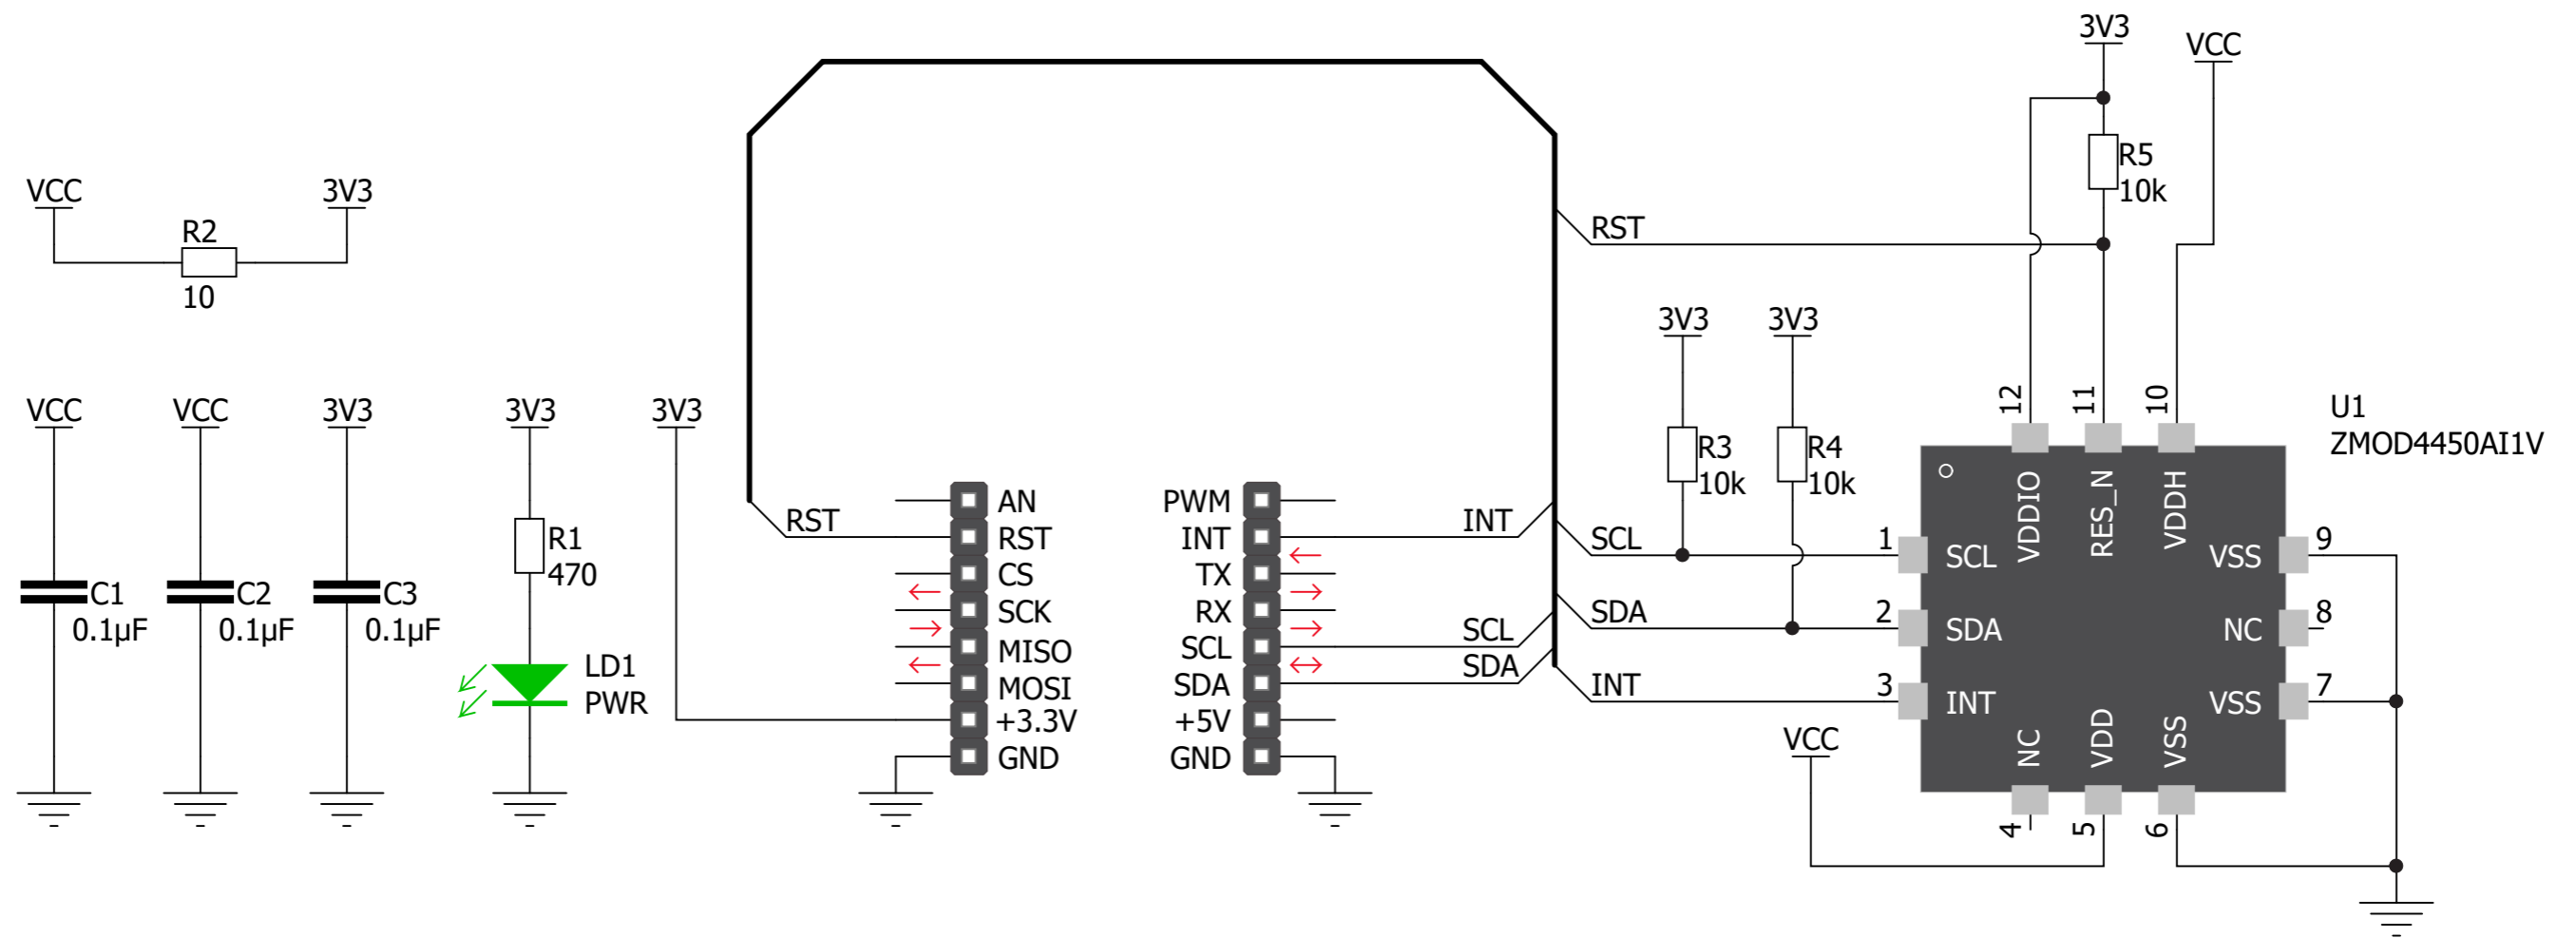 VCC
3V3
R2
10
VCC
C1
0.1µF
VCC
C2
0.1µF
3V3
C3
0.1µF
3V3
R1
470
LD1
PWR
3V3
RST
AN
RST
CS
SCK
MISO
MOSI
+3.3V
GND
PWM
INT
TX
RX
SCL
SDA
+5V
GND
INT
SCL
SDA
RST
SCL
SDA
INT
3V3
R3
10k
3V3
R4
10k
3V3
R5
10k
VCC
VCC
U1
ZMOD4450AI1V
12
11
10
VDDIO
RES_N
VDDH
1
SCL
2
SDA
3
INT
9
VSS
8
NC
7
VSS
NC
VDD
VSS
4
5
6